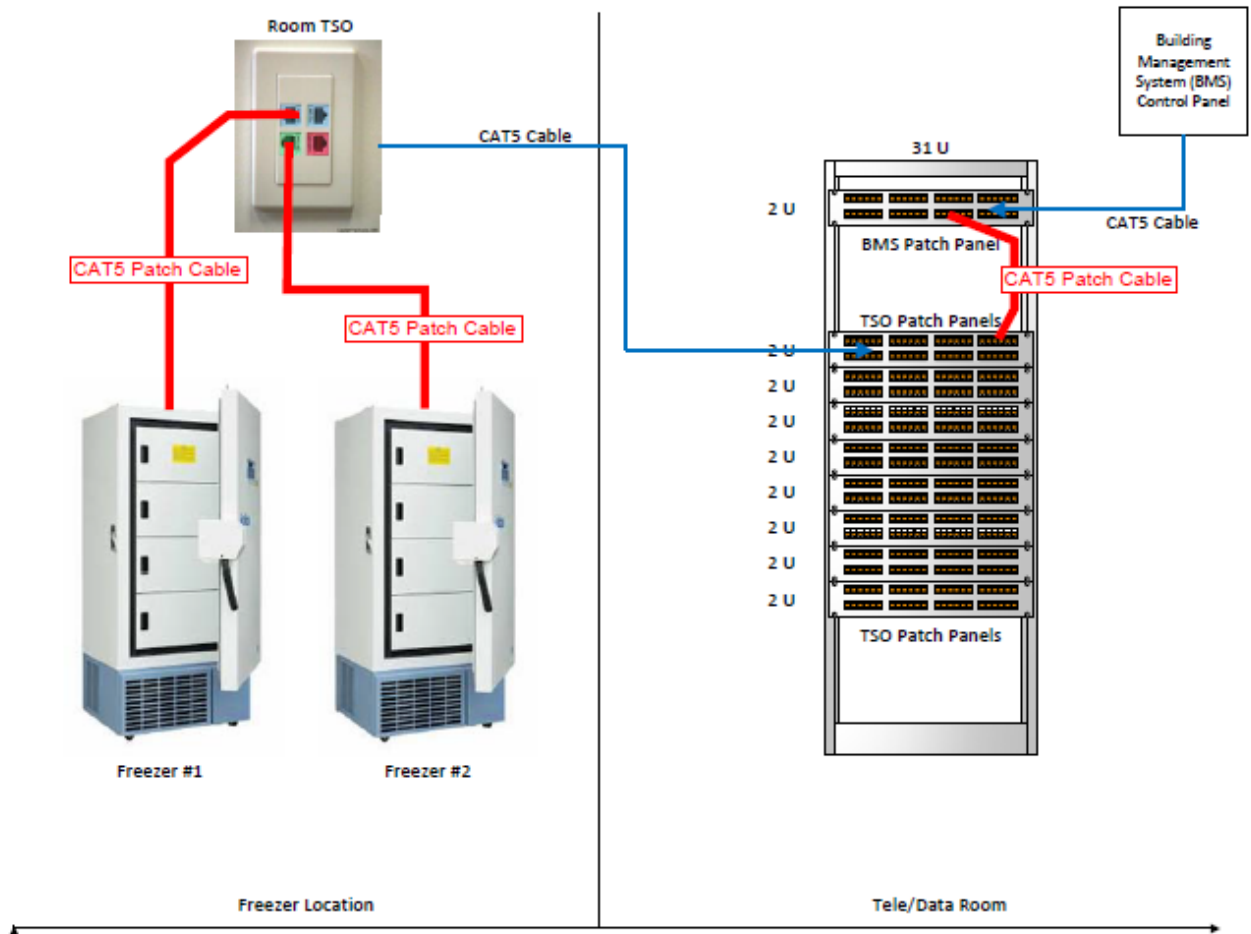 Room TSO
Building
Management
System (BMS)
Control Panel
CAT5 Cable
31 U
2 U
CAT5 Cable
BMS Patch Panel
CAT5 Patch Cable
CAT5 Patch Cable
CAT5 Patch Cable
TSO Patch Panels
2 U
2 U
2 U
2 U
2 U
2 U
2 U
2 U
TSO Patch Panels
Freezer #1
Freezer #2
Freezer Location
Tele/Data Room